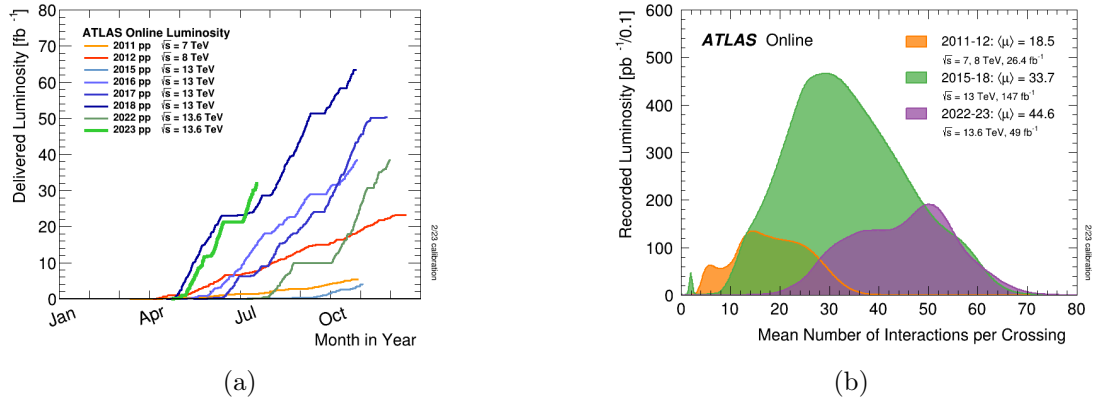 80
70
60
50
40
30
20
10
0
Delivered Luminosity [fb⁻¹]
ATLAS Online Luminosity
2011 pp √s = 7 TeV
2012 pp √s = 8 TeV
2015 pp √s = 13 TeV
2016 pp √s = 13 TeV
2017 pp √s = 13 TeV
2018 pp √s = 13 TeV
2022 pp √s = 13.6 TeV
2023 pp √s = 13.6 TeV
Jan
Apr
Jul
Oct
Month in Year
2/23 calibration
(a)
600
500
400
300
200
100
0
Recorded Luminosity [pb⁻¹/0.1]
ATLAS Online
2011-12: ⟨μ⟩ = 18.5
√s = 7, 8 TeV, 26.4 fb⁻¹
2015-18: ⟨μ⟩ = 33.7
√s = 13 TeV, 147 fb⁻¹
2022-23: ⟨μ⟩ = 44.6
√s = 13.6 TeV, 49 fb⁻¹
0 10 20 30 40 50 60 70 80
Mean Number of Interactions per Crossing
2/23 calibration
(b)